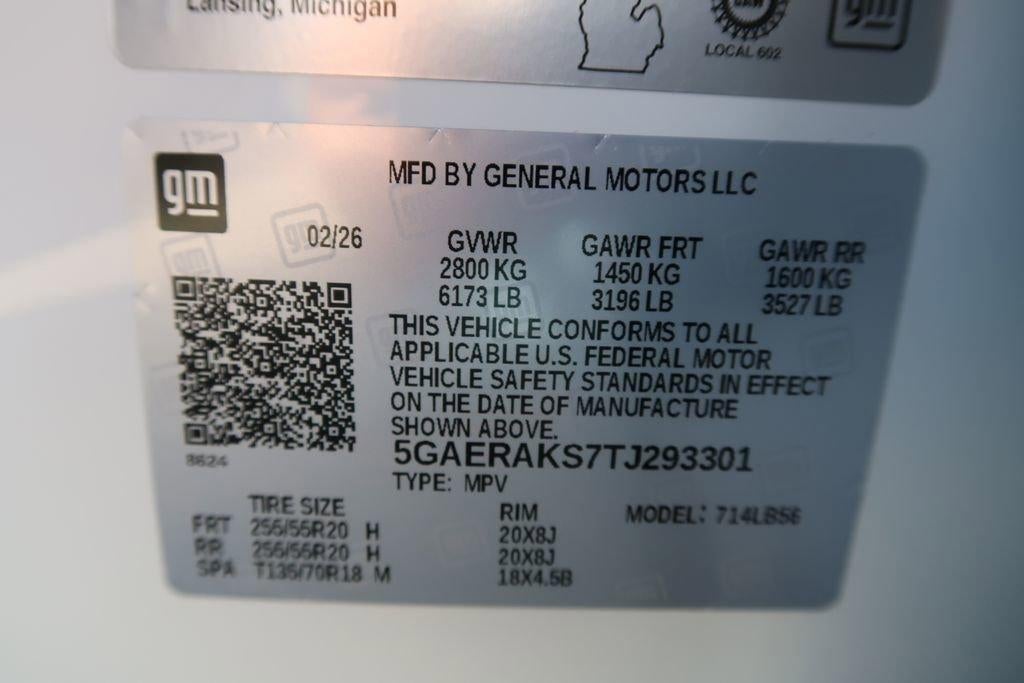 Lansing, Michigan
LOCAL 602
gm
gm
MFD BY GENERAL MOTORS LLC
02/26
GVWR GAWR FRT GAWR RR
2800 KG 1450 KG 1600 KG
6173 LB 3196 LB 3527 LB
THIS VEHICLE CONFORMS TO ALL
APPLICABLE U.S. FEDERAL MOTOR
VEHICLE SAFETY STANDARDS IN EFFECT
ON THE DATE OF MANUFACTURE
SHOWN ABOVE.
8624
5GAERAKS7TJ293301
TYPE: MPV
TIRE SIZE RIM MODEL: 714LB56
FRT 255/55R20 H 20X8J
RR 255/55R20 H 20X8J
SPA T135/70R18 M 18X4.5B